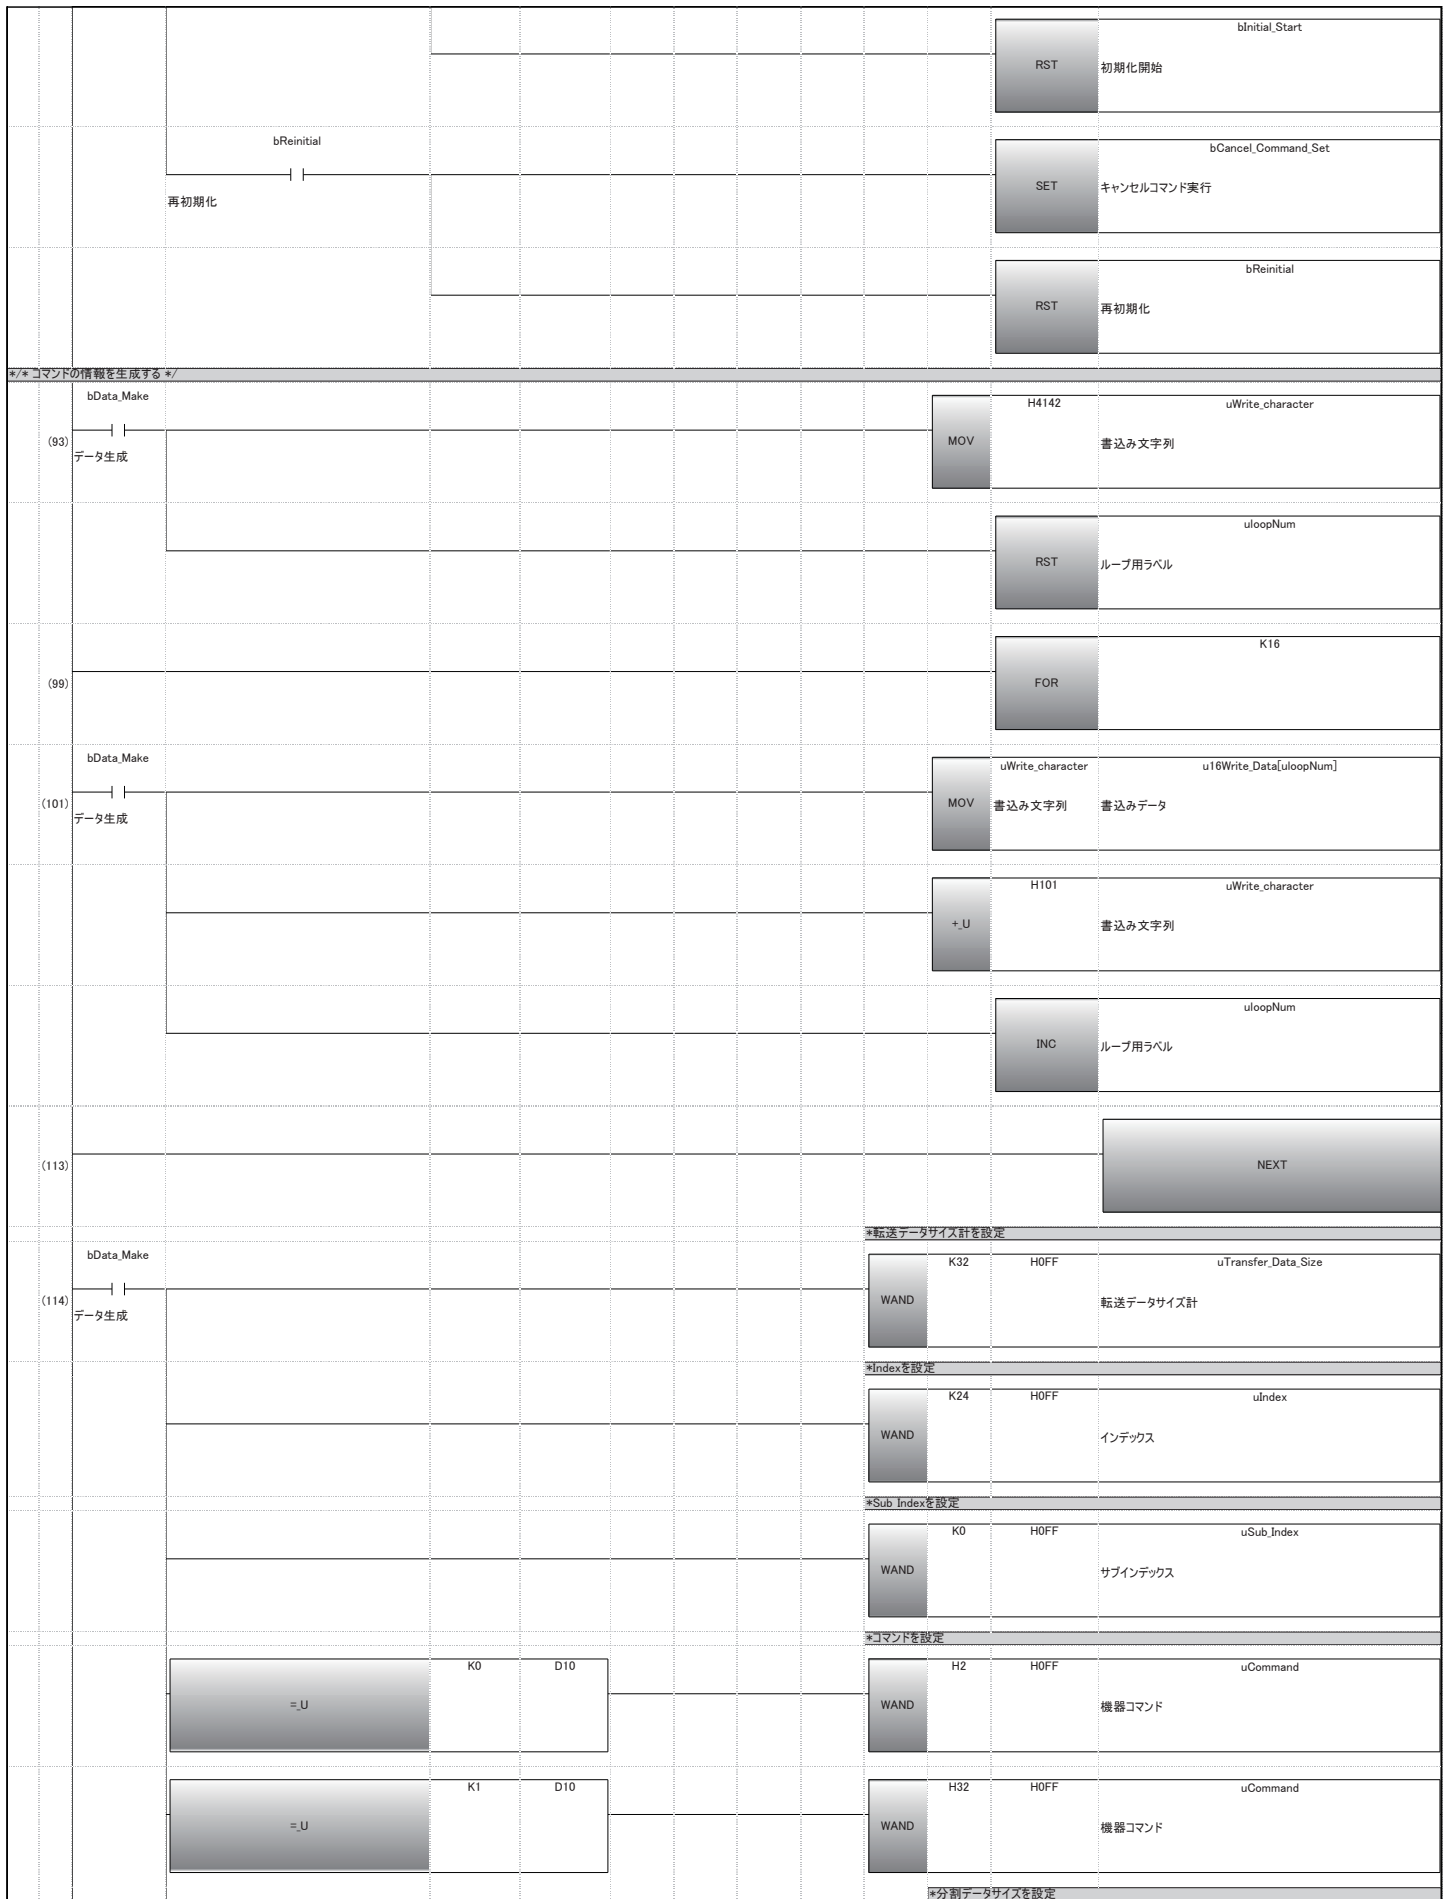 bInitial_Start
RST
初期化開始
bReinitial
再初期化
bCancel_Command_Set
SET
キャンセルコマンド実行
bReinitial
RST
再初期化
*/* コマンドの情報を生成する */
bData_Make
(93)
データ生成
H4142
uWrite_character
MOV
書込み文字列
uloopNum
RST
ループ用ラベル
K16
(99)
FOR
bData_Make
(101)
データ生成
uWrite_character
u16Write_Data[uloopNum]
MOV
書込み文字列
書込みデータ
H101
uWrite_character
+_U
書込み文字列
uloopNum
INC
ループ用ラベル
(113)
NEXT
*転送データサイズ計を設定
bData_Make
(114)
データ生成
K32
H0FF
uTransfer_Data_Size
WAND
転送データサイズ計
*Indexを設定
K24
H0FF
uIndex
WAND
インデックス
*Sub Indexを設定
K0
H0FF
uSub_Index
WAND
サブインデックス
*コマンドを設定
K0
D10
=_U
H2
H0FF
uCommand
WAND
機器コマンド
K1
D10
=_U
H32
H0FF
uCommand
WAND
機器コマンド
*分割データサイズを設定